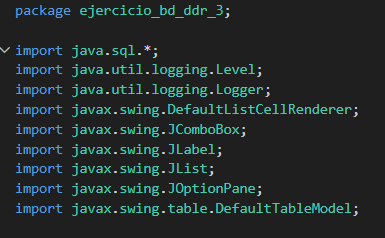 package ejercicio_bd_ddr_3;
import java.sql.*;
import java.util.logging.Level;
import java.util.logging.Logger;
import javax.swing.DefaultListCellRenderer;
import javax.swing.JComboBox;
import javax.swing.JLabel;
import javax.swing.JList;
import javax.swing.JOptionPane;
import javax.swing.table.DefaultTableModel;